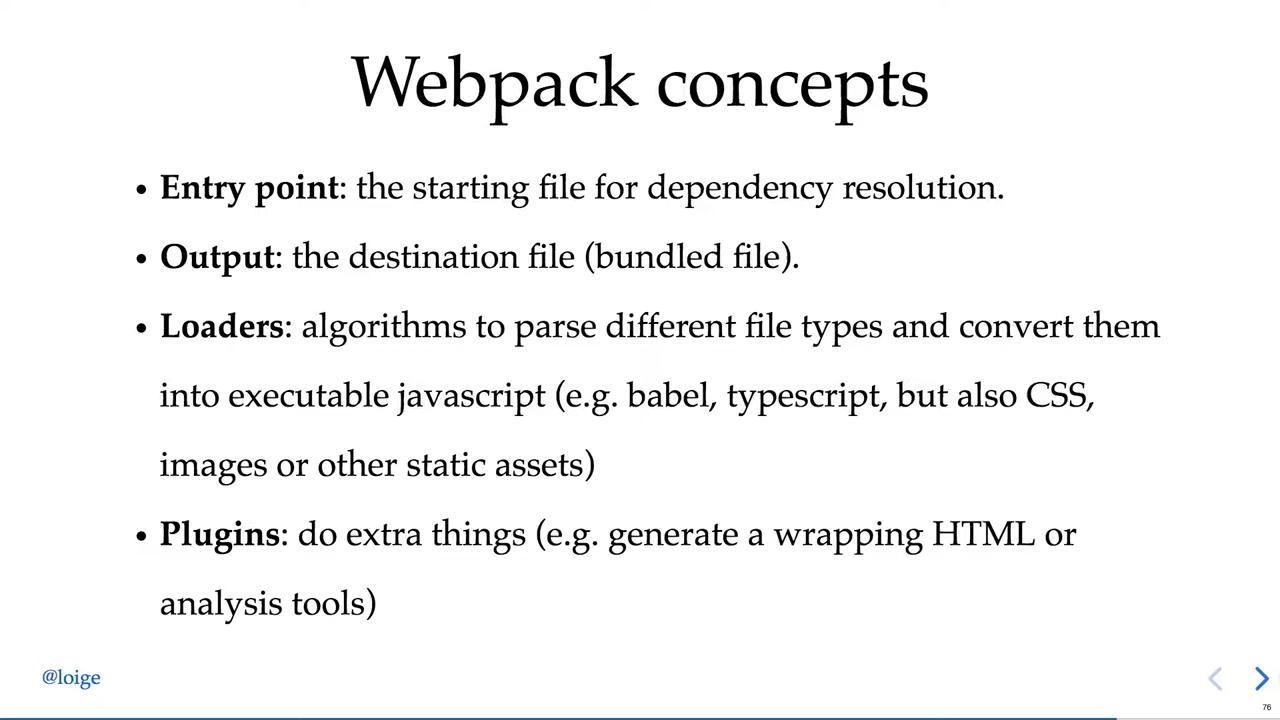 Webpack concepts
• Entry point: the starting file for dependency resolution.
• Output: the destination file (bundled file).
• Loaders: algorithms to parse different file types and convert them
into executable javascript (e.g. babel, typescript, but also CSS,
images or other static assets)
• Plugins: do extra things (e.g. generate a wrapping HTML or
analysis tools)
@loige
76